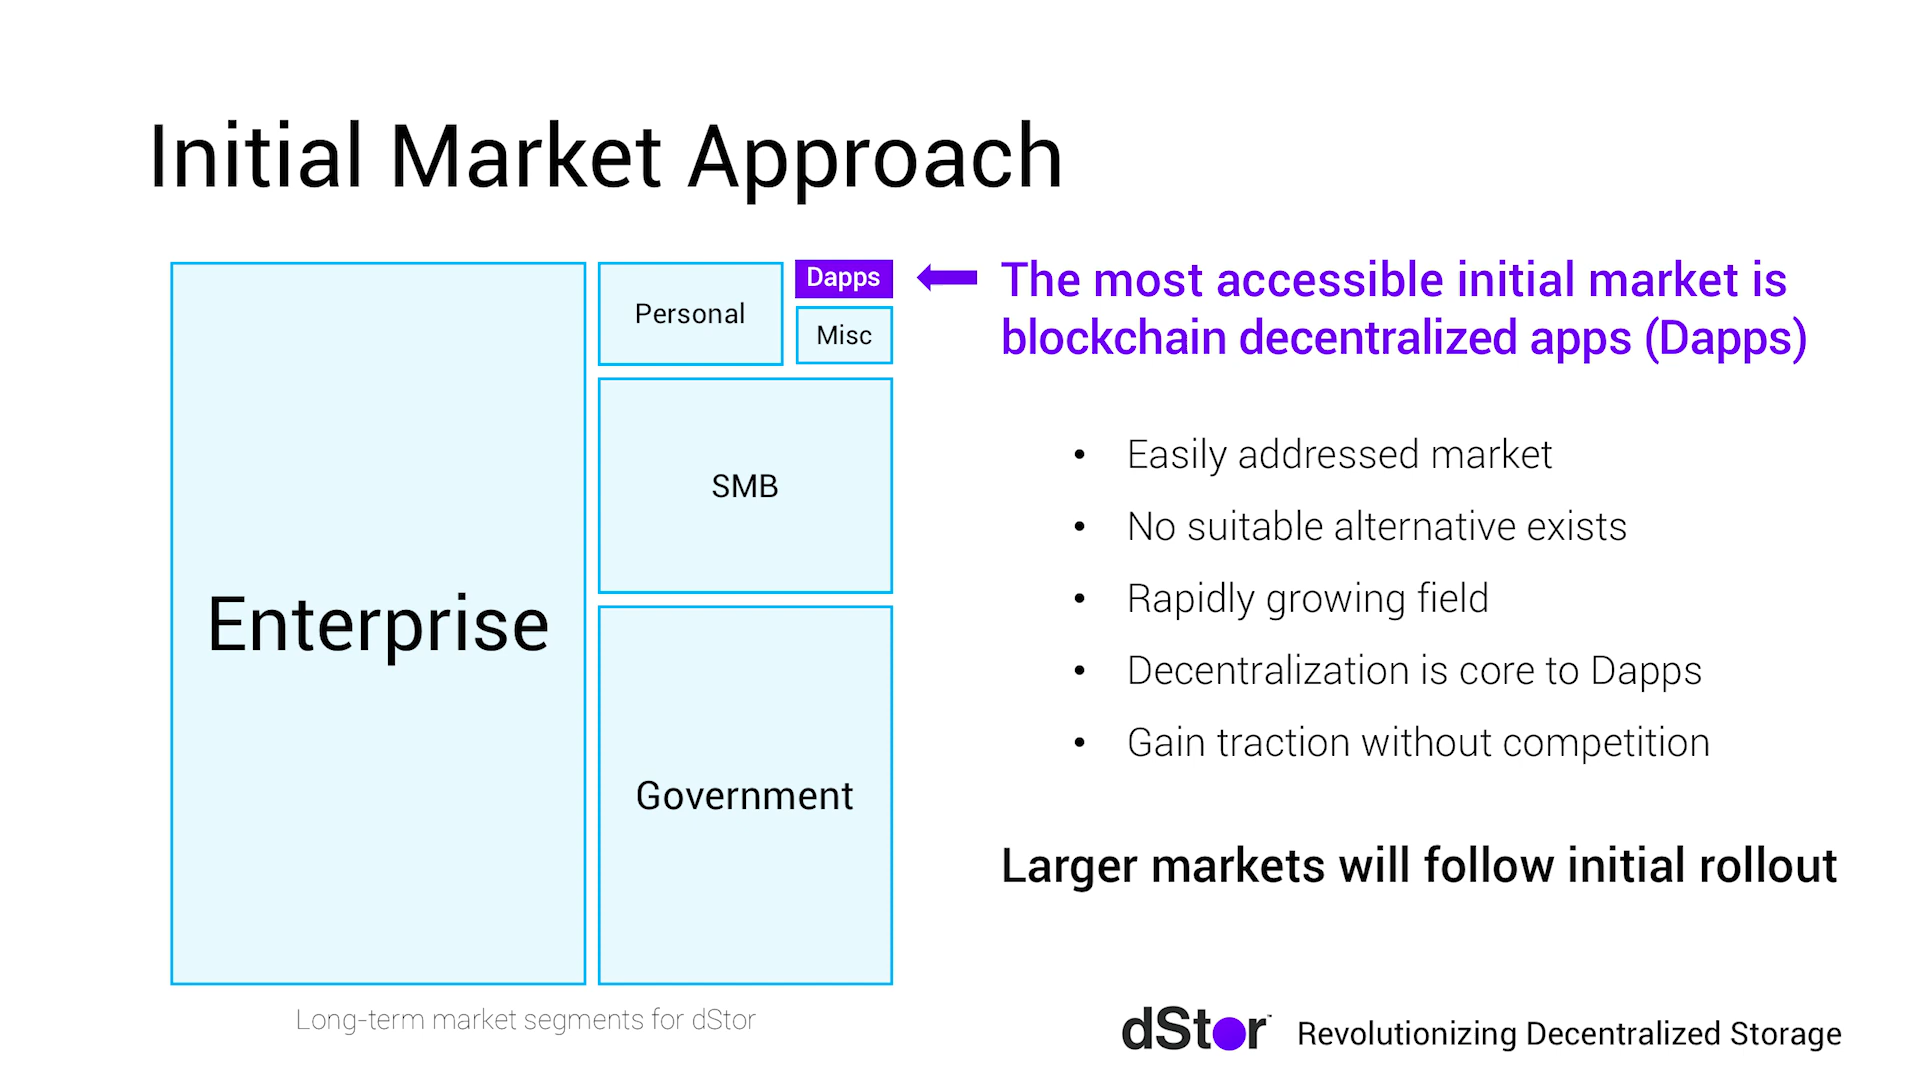 Initial Market Approach
Enterprise
Personal
Dapps
Misc
SMB
Government
Long-term market segments for dStor
The most accessible initial market is
blockchain decentralized apps (Dapps)
• Easily addressed market
• No suitable alternative exists
• Rapidly growing field
• Decentralization is core to Dapps
• Gain traction without competition
Larger markets will follow initial rollout
dStor™ Revolutionizing Decentralized Storage